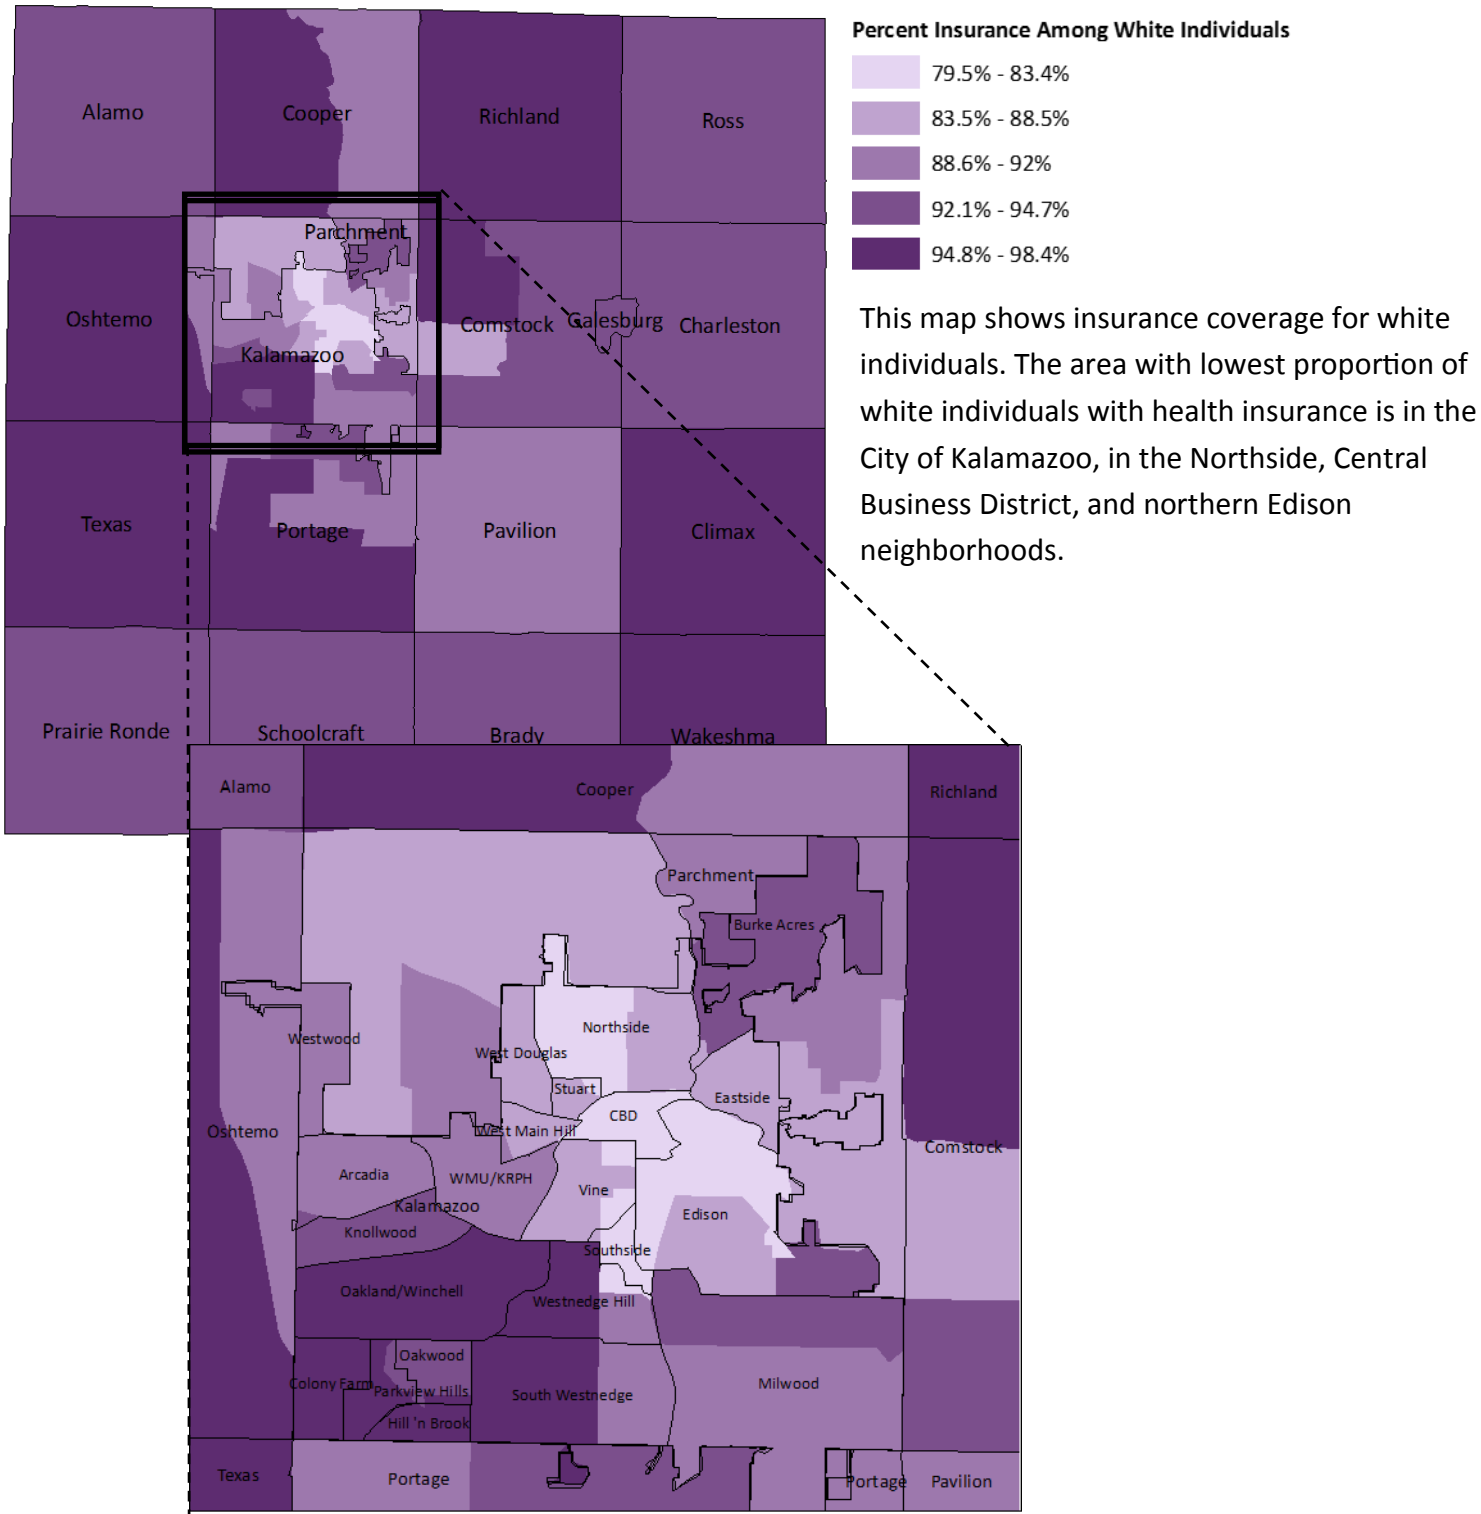 Percent Insurance Among White Individuals
79.5% - 83.4%
83.5% - 88.5%
88.6% - 92%
92.1% - 94.7%
94.8% - 98.4%
This map shows insurance coverage for white
individuals. The area with lowest proportion of
white individuals with health insurance is in the
City of Kalamazoo, in the Northside, Central
Business District, and northern Edison
neighborhoods.
Alamo
Cooper
Richland
Ross
Parchment
Oshtemo
Kalamazoo
Comstock
Galesburg
Charleston
Texas
Portage
Pavilion
Climax
Prairie Ronde
Schoolcraft
Brady
Wakeshma
Alamo
Cooper
Richland
Parchment
Burke Acres
Northside
Westwood
West Douglas
Stuart
Eastside
CBD
Oshtemo
West Main Hill
Comstock
Arcadia
WMU/KRPH
Vine
Kalamazoo
Edison
Knollwood
Southside
Oakland/Winchell
Westnedge Hill
Oakwood
Colony Farm
Parkview Hills
South Westnedge
Milwood
Hill 'n Brook
Texas
Portage
Portage
Pavilion